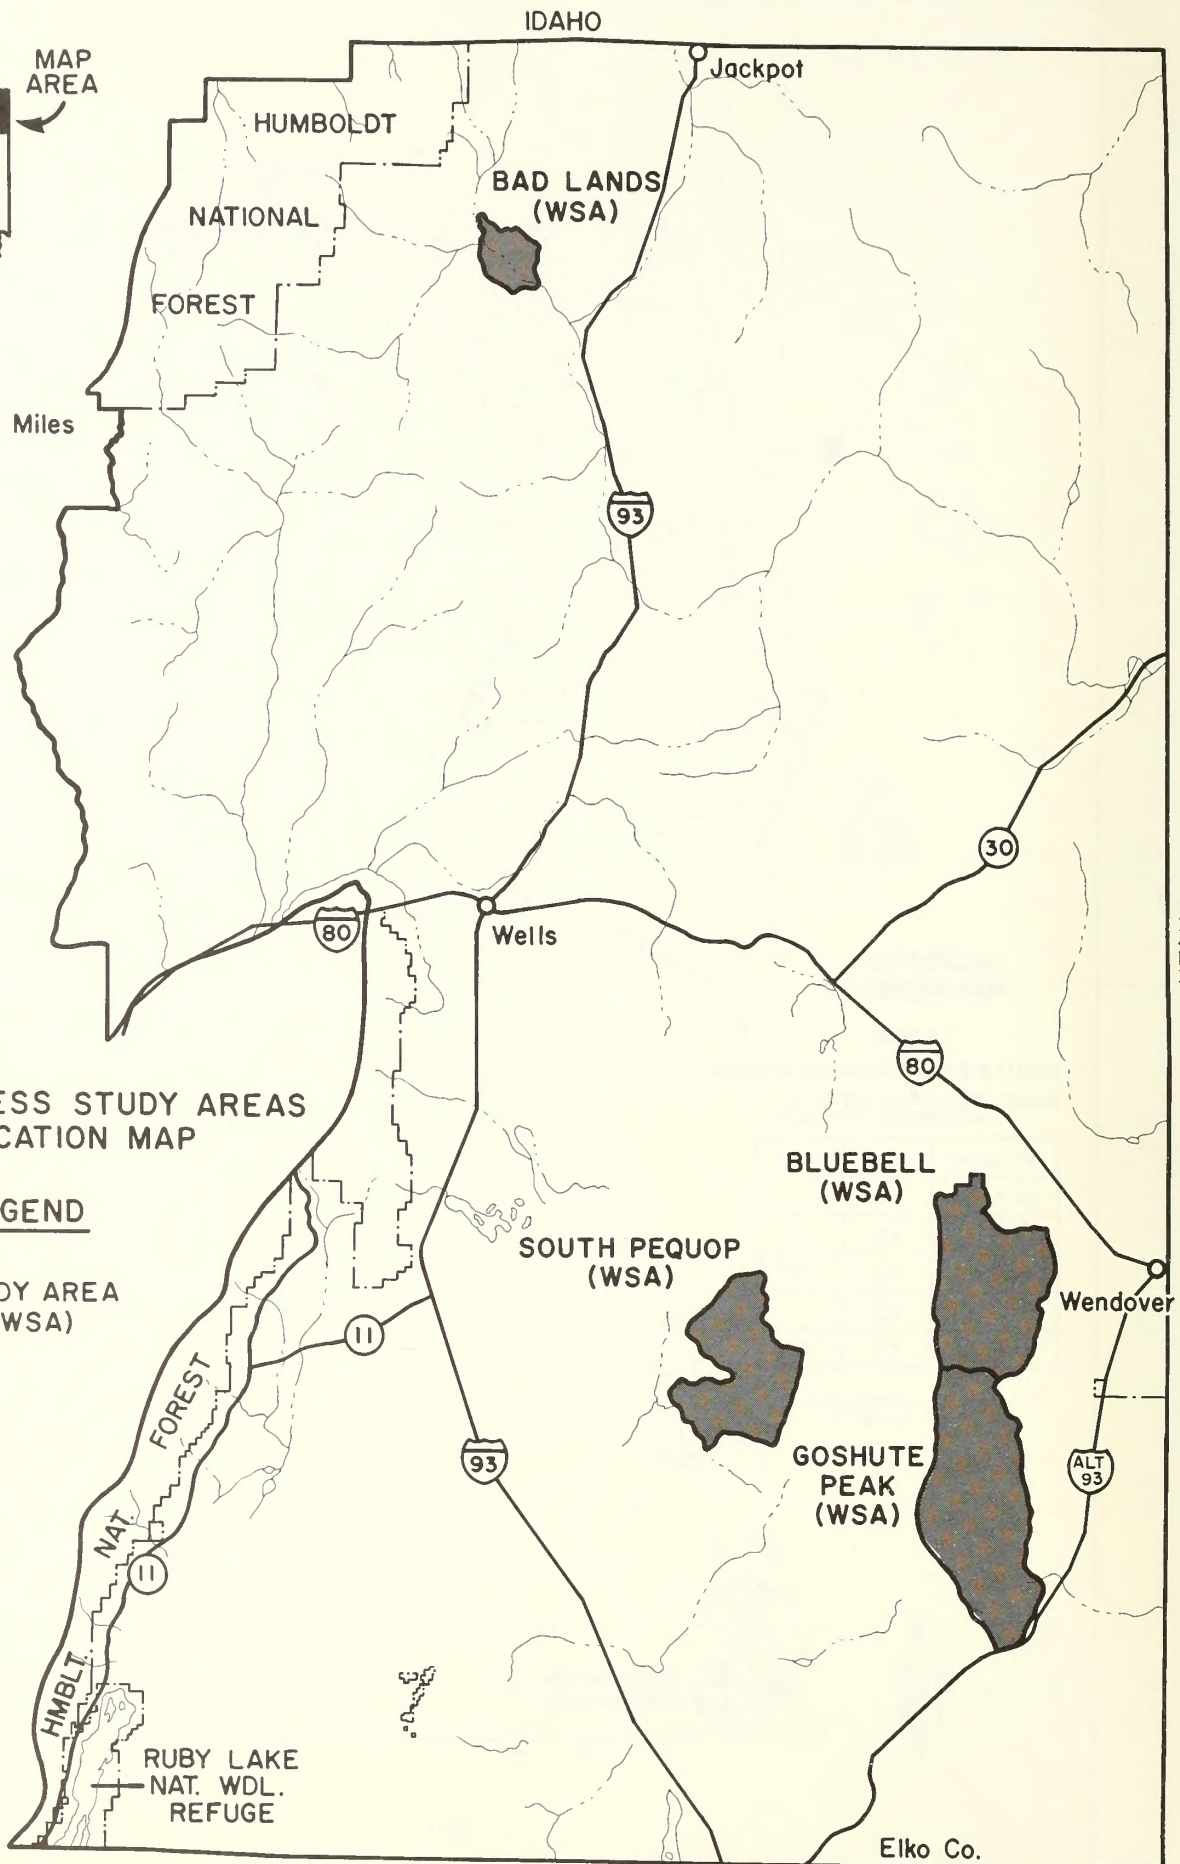 IDAHO
MAP
AREA
Jackpot
HUMBOLDT
BAD LANDS
(WSA)
NATIONAL
FOREST
Miles
93
30
80
Wells
80
ESS STUDY AREAS
CATION MAP
BLUEBELL
(WSA)
GEND
SOUTH PEQUOP
(WSA)
DY AREA
WSA)
Wendover
11
FOREST
93
GOSHUTE
PEAK
(WSA)
ALT
93
NAT.
11
HMBLT.
RUBY LAKE
NAT. WDL.
REFUGE
Elko Co.